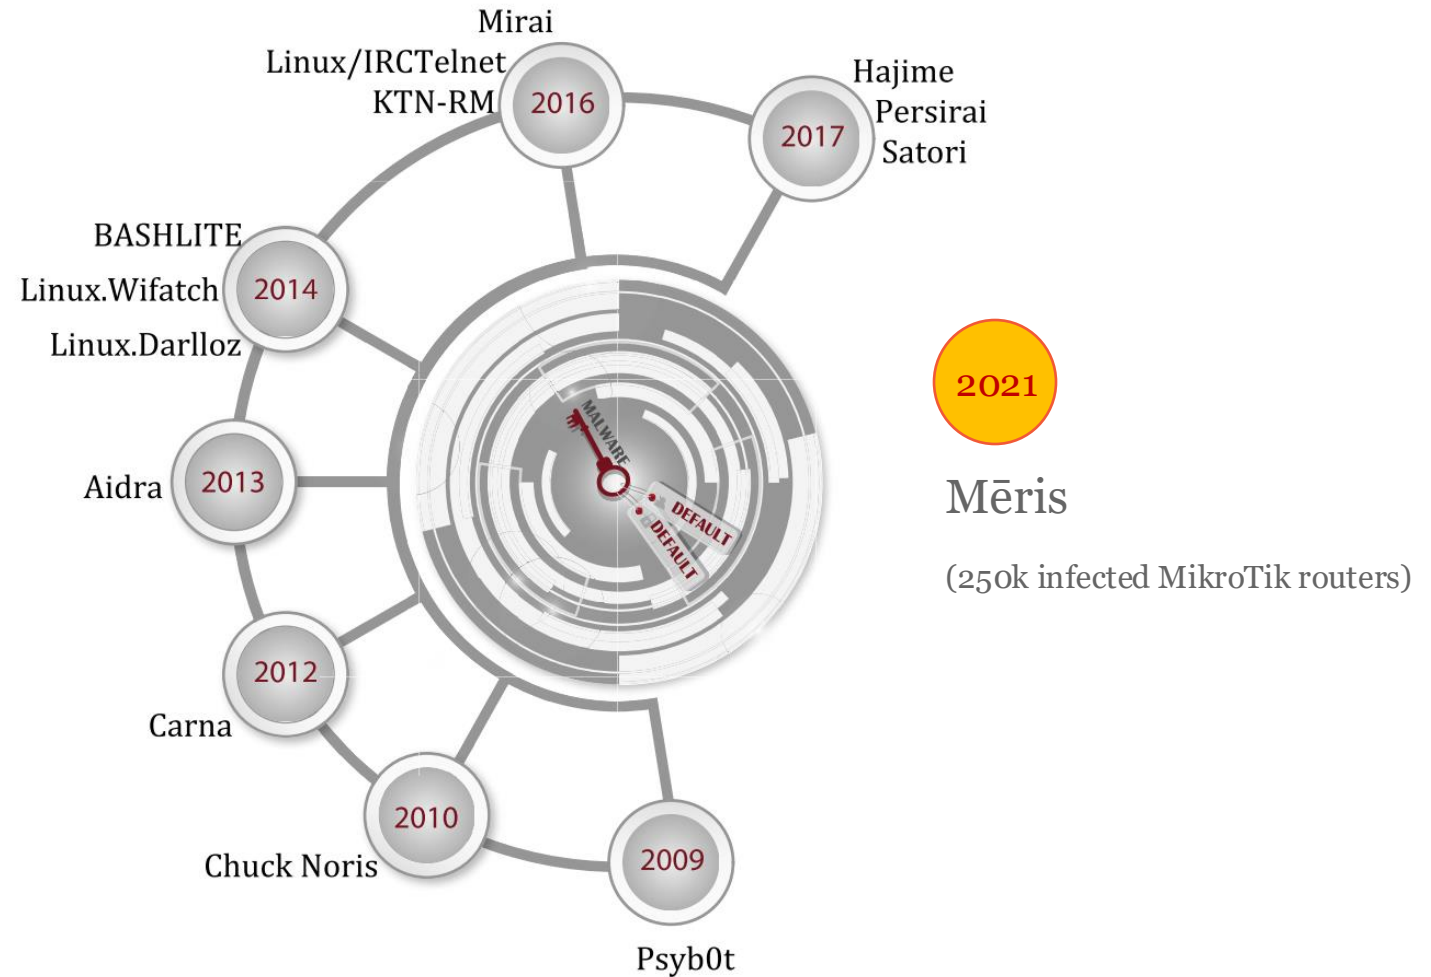 Mirai
Linux/IRCTelnet
KTN-RM
2016
Hajime
Persirai
Satori
2017
BASHLITE
Linux.Wifatch
Linux.Darlloz
2014
Aidra
2013
Carna
2012
Chuck Noris
2010
Psyb0t
2009
MALWARE
DEFAULT
DEFAULT
2021
Mēris
(250k infected MikroTik routers)